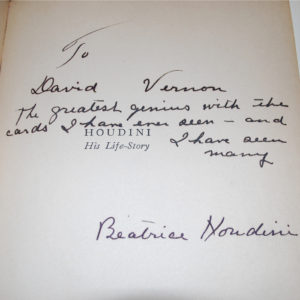 To
David Vernon
The greatest genius with the
cards I have ever seen - and
HOUDINI
I have seen
His Life-Story
many
Beatrice Houdini